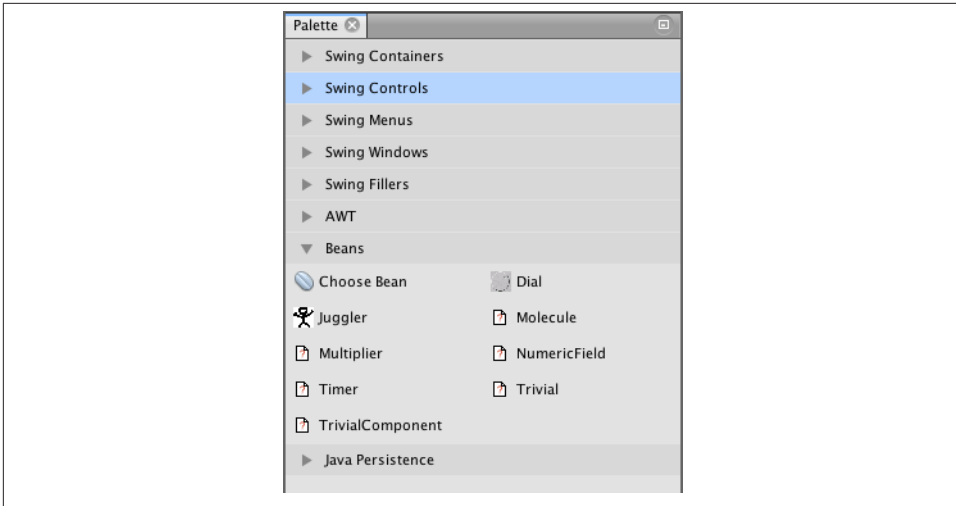 Palette
Swing Containers
Swing Controls
Swing Menus
Swing Windows
Swing Fillers
AWT
Beans
Choose Bean Dial
Juggler Molecule
Multiplier NumericField
Timer Trivial
TrivialComponent
Java Persistence